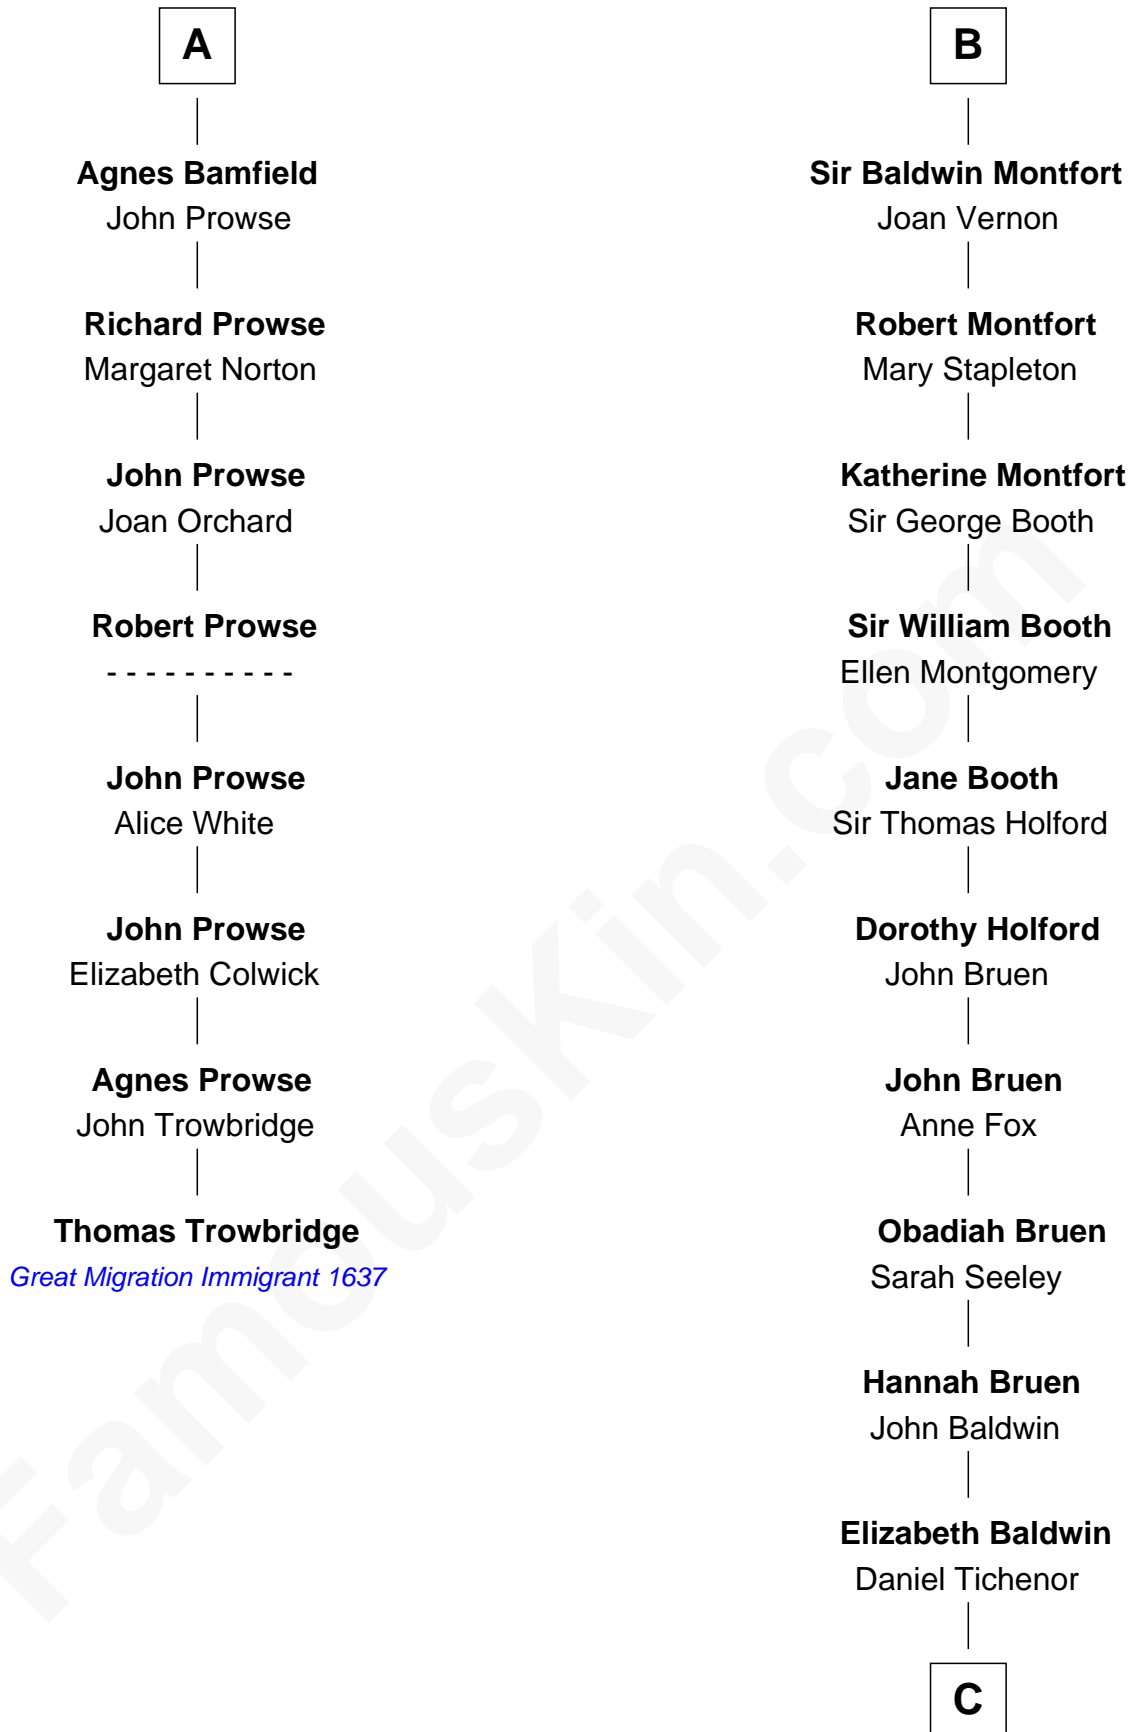 A
Agnes Bamfield
John Prowse
Richard Prowse
Margaret Norton
John Prowse
Joan Orchard
Robert Prowse
- - - - - - - - - -
John Prowse
Alice White
John Prowse
Elizabeth Colwick
Agnes Prowse
John Trowbridge
Thomas Trowbridge
Great Migration Immigrant 1637
B
Sir Baldwin Montfort
Joan Vernon
Robert Montfort
Mary Stapleton
Katherine Montfort
Sir George Booth
Sir William Booth
Ellen Montgomery
Jane Booth
Sir Thomas Holford
Dorothy Holford
John Bruen
John Bruen
Anne Fox
Obadiah Bruen
Sarah Seeley
Hannah Bruen
John Baldwin
Elizabeth Baldwin
Daniel Tichenor
C
FamousKin.com